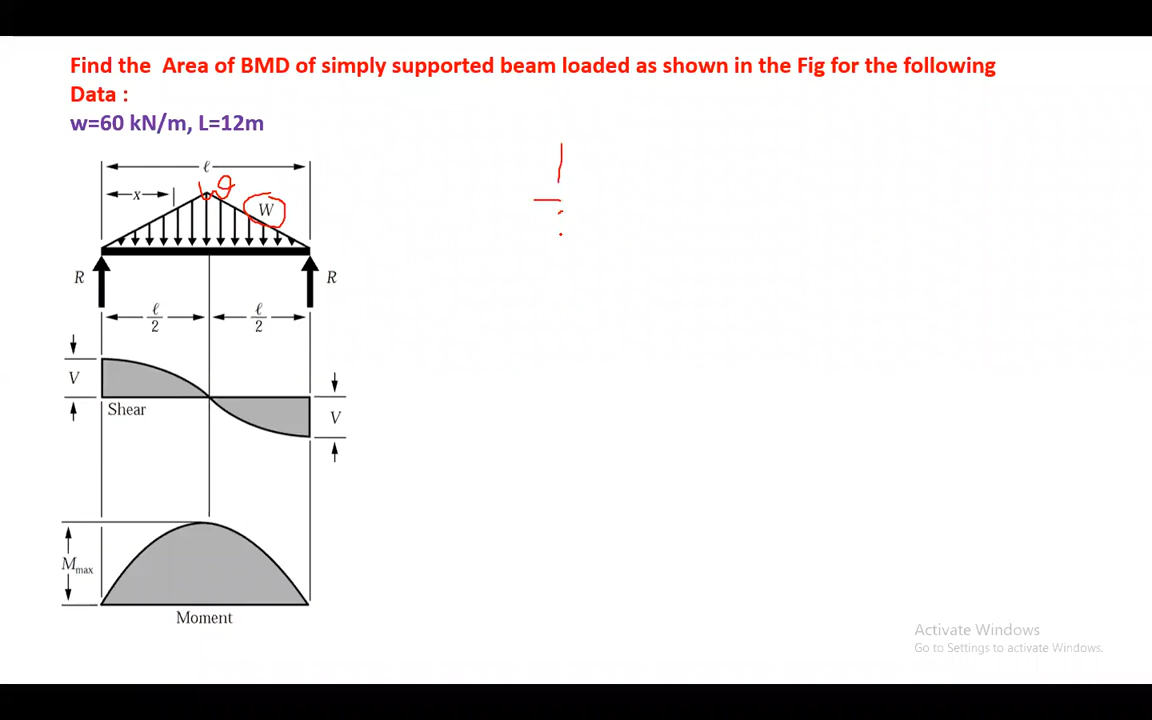 Find the Area of BMD of simply supported beam loaded as shown in the Fig for the following
Data :
w=60 kN/m, L=12m
ℓ
x
W
R
R
ℓ
2
ℓ
2
V
Shear
V
M max
Moment
Activate Windows
Go to Settings to activate Windows.